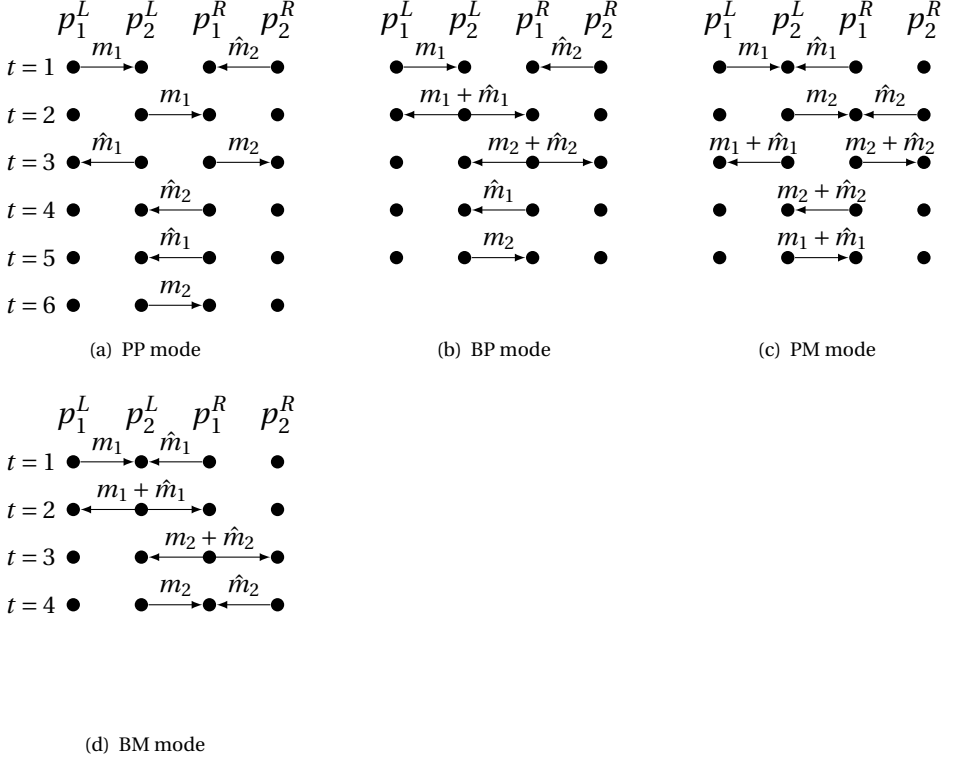 p_1^L p_2^L p_1^R p_2^R
t = 1 m_1 m̂_2
t = 2 m_1
t = 3 m̂_1 m_2
t = 4 m̂_2
t = 5 m̂_1
t = 6 m_2
(a) PP mode
p_1^L p_2^L p_1^R p_2^R
m_1 m̂_2
m_1 + m̂_1
m_2 + m̂_2
m̂_1
m_2
(b) BP mode
p_1^L p_2^L p_1^R p_2^R
m_1 m̂_1
m_2 m̂_2
m_1 + m̂_1 m_2 + m̂_2
m_2 + m̂_2
m_1 + m̂_1
(c) PM mode
p_1^L p_2^L p_1^R p_2^R
t = 1 m_1 m̂_1
t = 2 m_1 + m̂_1
t = 3 m_2 + m̂_2
t = 4 m_2 m̂_2
(d) BM mode